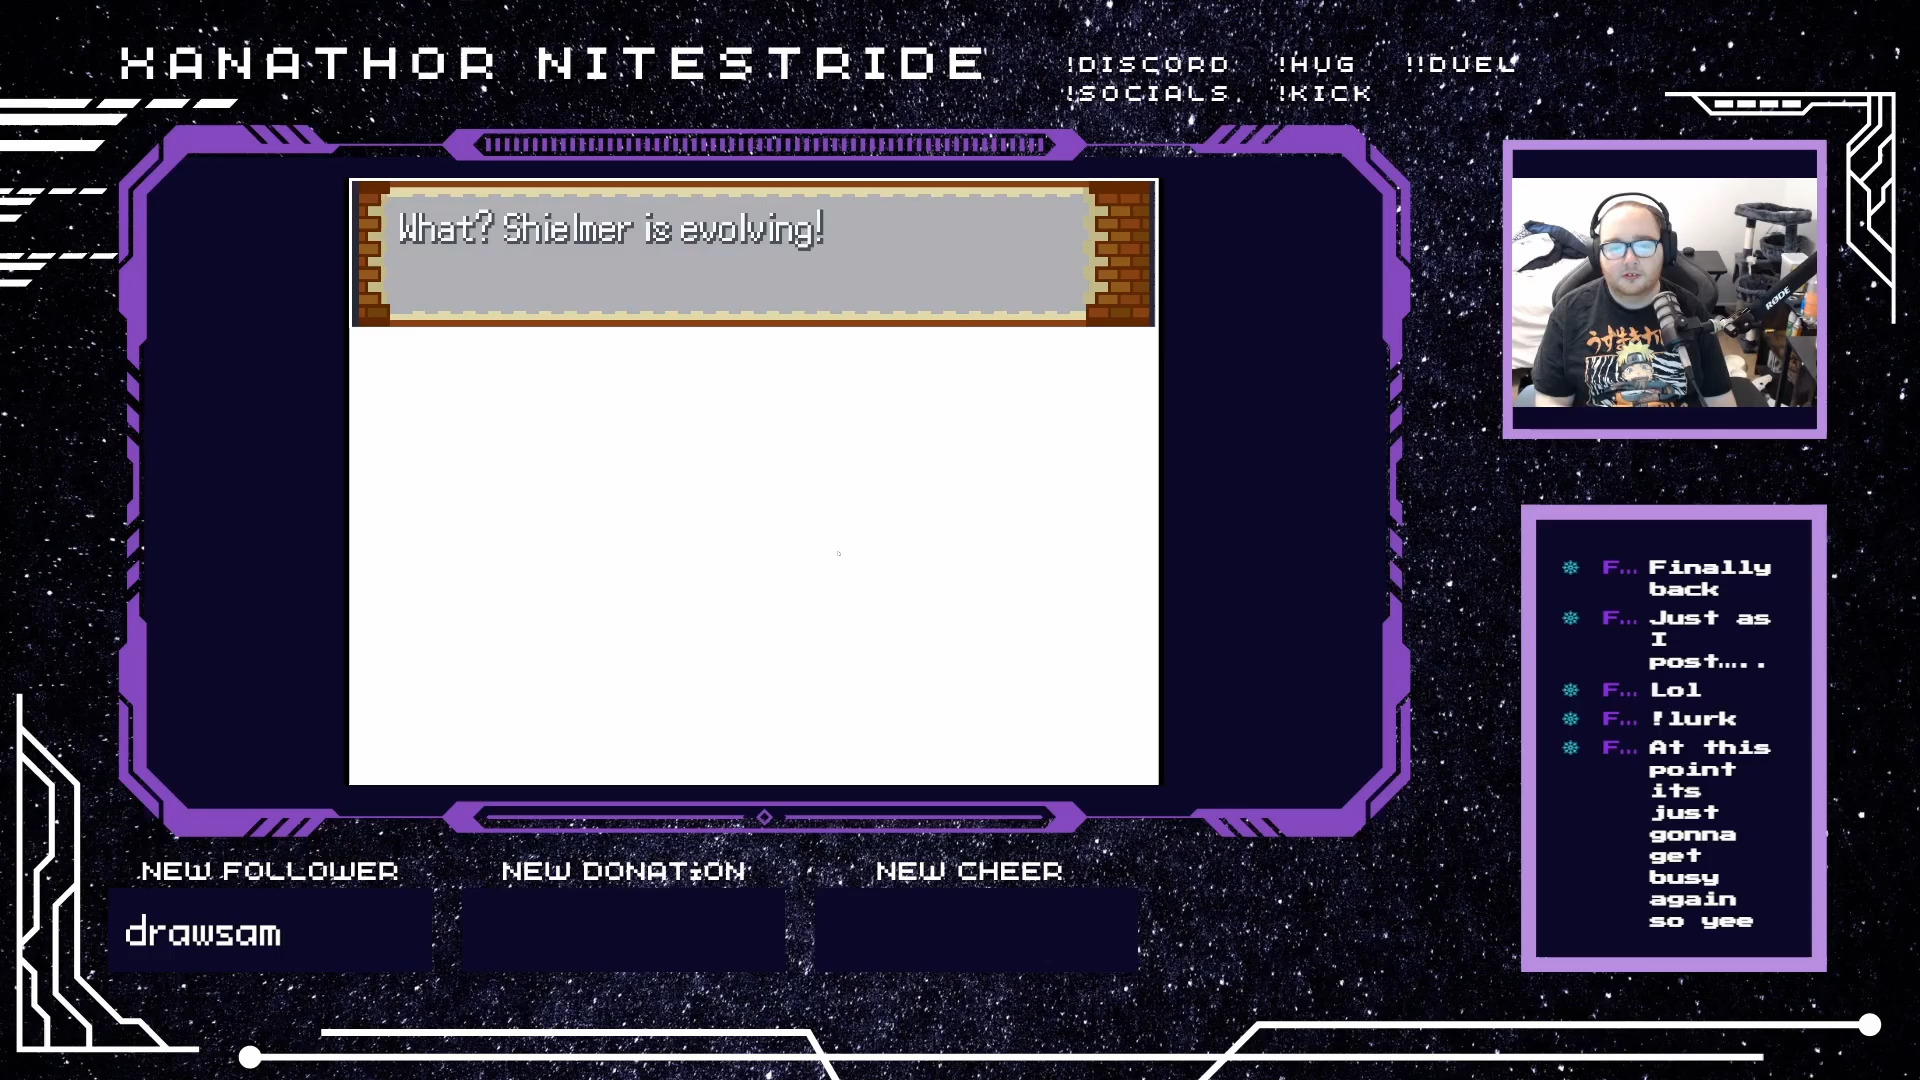 XANATHOR NITESTRIDE
!DISCORD !HUG !!DUEL
!SOCIALS !KICK
What? Shielmer is evolving!
RØDE
F... Finally
back
F... Just as
I
post.....
F... Lol
F... !lurk
F... At this
point
its
just
gonna
get
busy
again
so yee
NEW FOLLOWER
NEW DONATION
NEW CHEER
drawsam